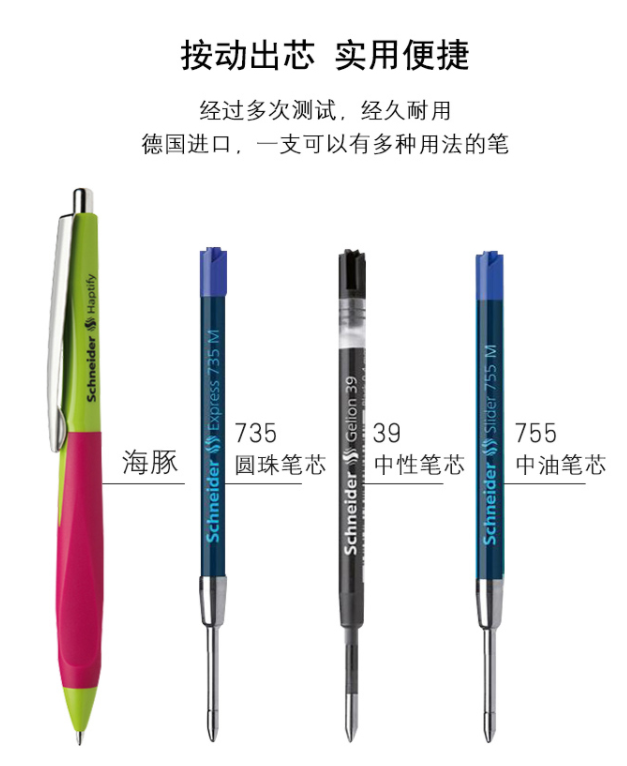 按动出芯 实用便捷
经过多次测试，经久耐用
德国进口，一支可以有多种用法的笔
Schneider Haptify
海豚
Schneider Express 735 M
735
圆珠笔芯
Schneider Gelion 39
39
中性笔芯
Schneider Slider 755 M
755
中油笔芯